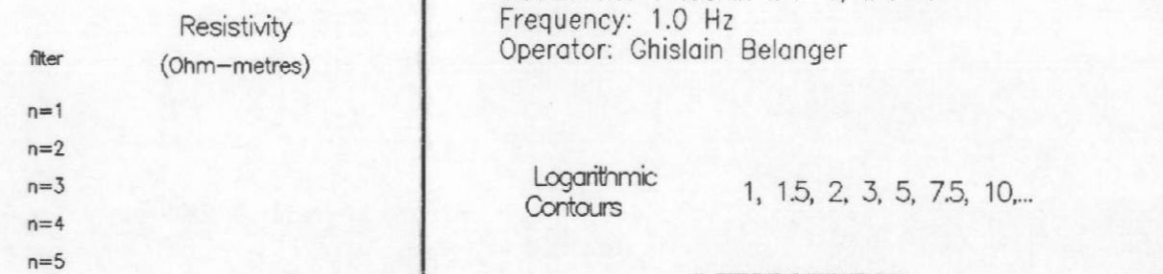 Resistivity
filter
(Ohm-metres)
n=1
n=2
n=3
n=4
n=5
Frequency: 1.0 Hz
Operator: Ghislain Belanger
Logarithmic
Contours
1, 1.5, 2, 3, 5, 7.5, 10,...